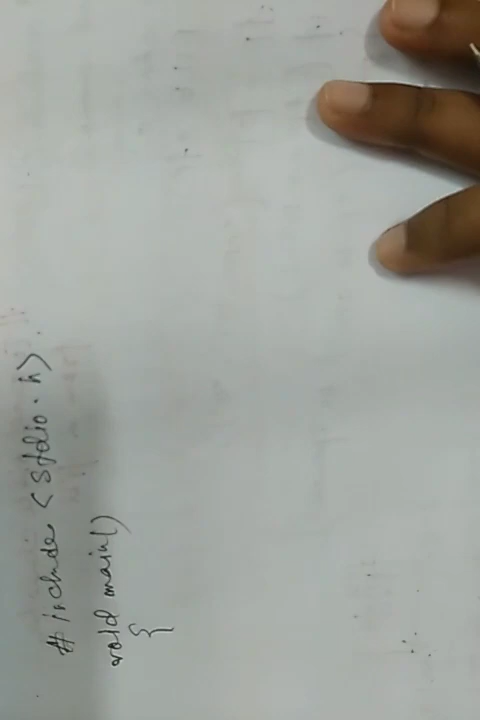 # include <stdio.h>
void main()
{